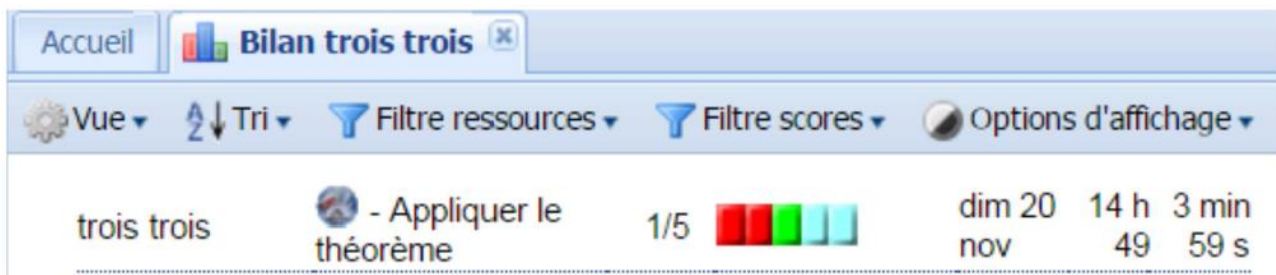 Accueil Bilan trois trois
Vue Tri Filtre ressources Filtre scores Options d'affichage
trois trois - Appliquer le théorème 1/5 dim 20 nov 14 h 49 3 min 59 s